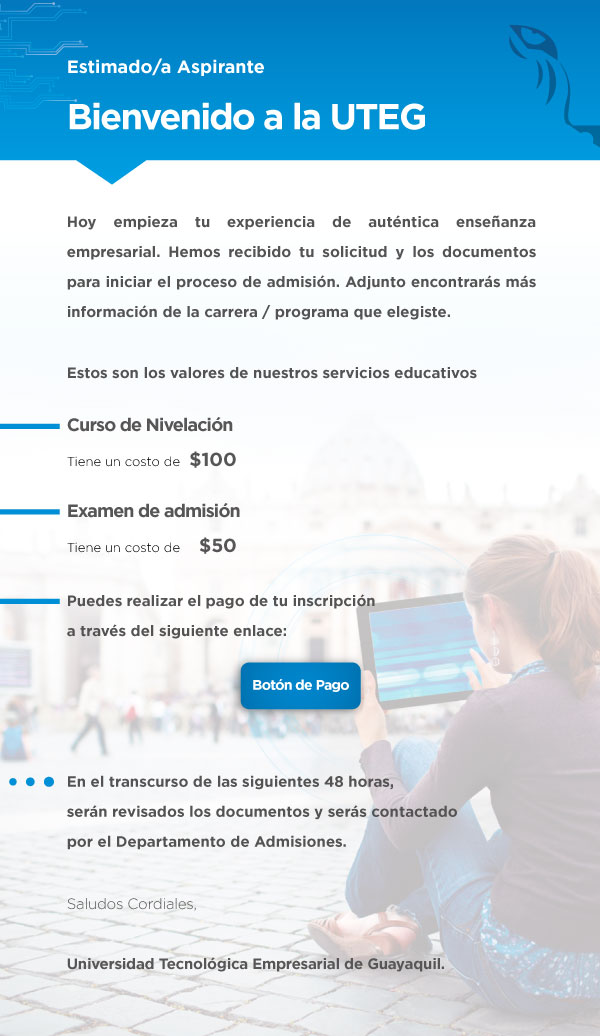 Estimado/a Aspirante
Bienvenido a la UTEG
Hoy empieza tu experiencia de auténtica enseñanza
empresarial. Hemos recibido tu solicitud y los documentos
para iniciar el proceso de admisión. Adjunto encontrarás más
información de la carrera / programa que elegiste.
Estos son los valores de nuestros servicios educativos
Curso de Nivelación
Tiene un costo de $100
Examen de admisión
Tiene un costo de $50
Puedes realizar el pago de tu inscripción
a través del siguiente enlace:
Botón de Pago
En el transcurso de las siguientes 48 horas,
serán revisados los documentos y serás contactado
por el Departamento de Admisiones.
Saludos Cordiales,
Universidad Tecnológica Empresarial de Guayaquil.